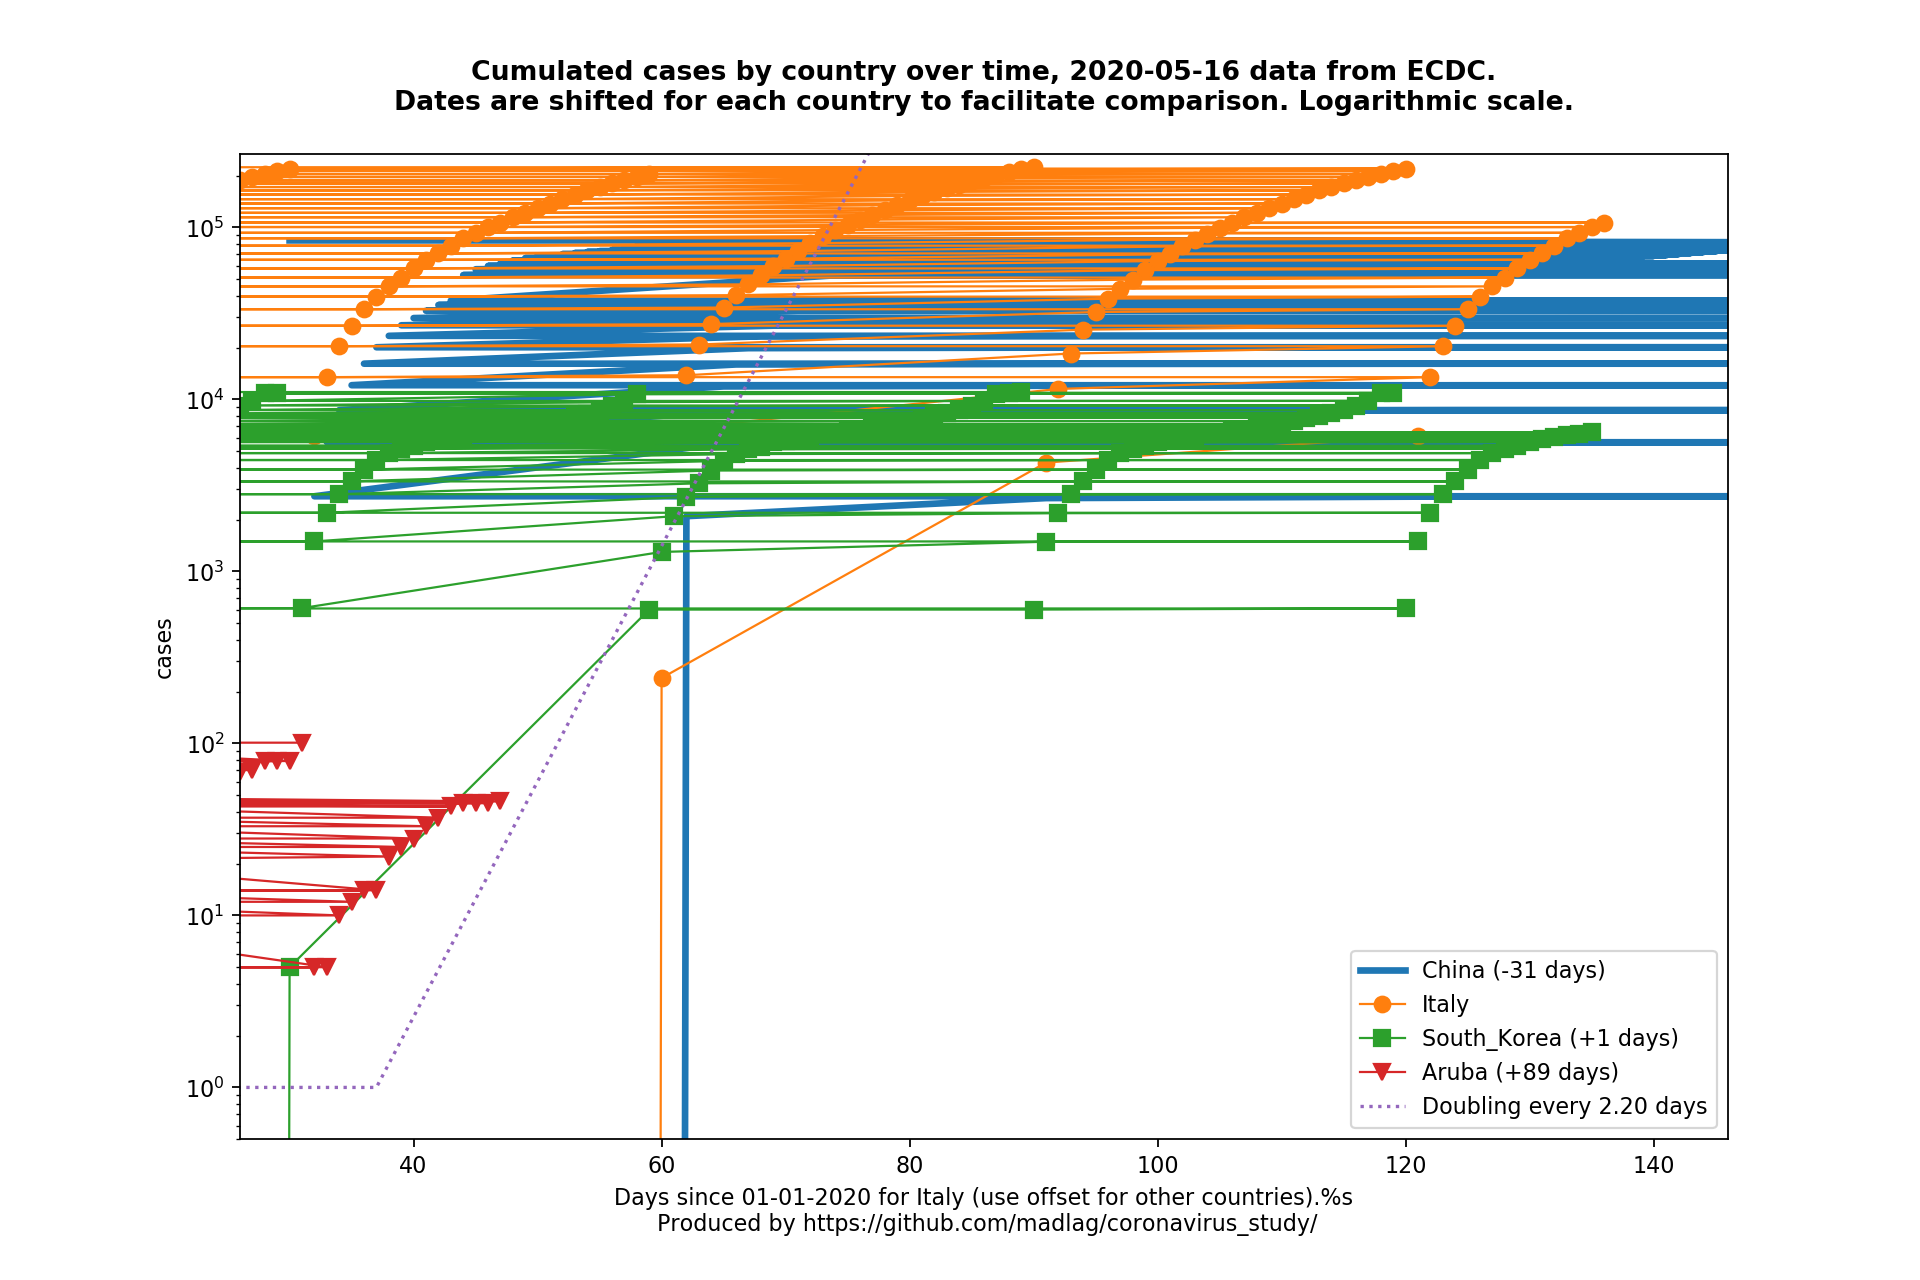 Cumulated cases by country over time, 2020-05-16 data from ECDC.
Dates are shifted for each country to facilitate comparison. Logarithmic scale.
cases
10^5
10^4
10^3
10^2
10^1
10^0
40 60 80 100 120 140
China (-31 days)
Italy
South_Korea (+1 days)
Aruba (+89 days)
Doubling every 2.20 days
Days since 01-01-2020 for Italy (use offset for other countries).%s
Produced by https://github.com/madlag/coronavirus_study/